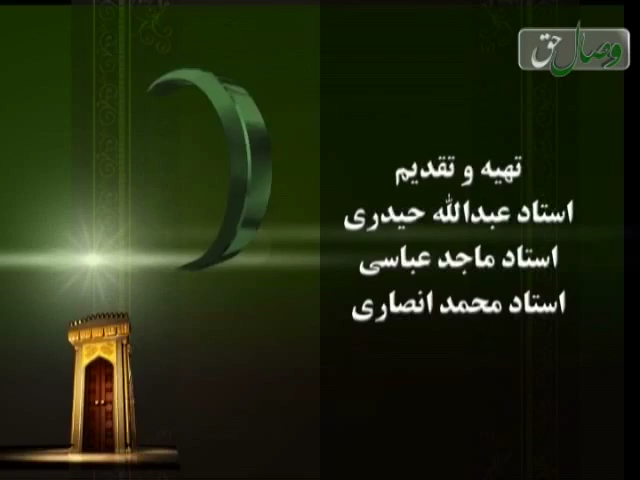 وصال حق
تهیه و تقدیم
استاد عبدالله حیدری
استاد ماجد عباسی
استاد محمد انصاری